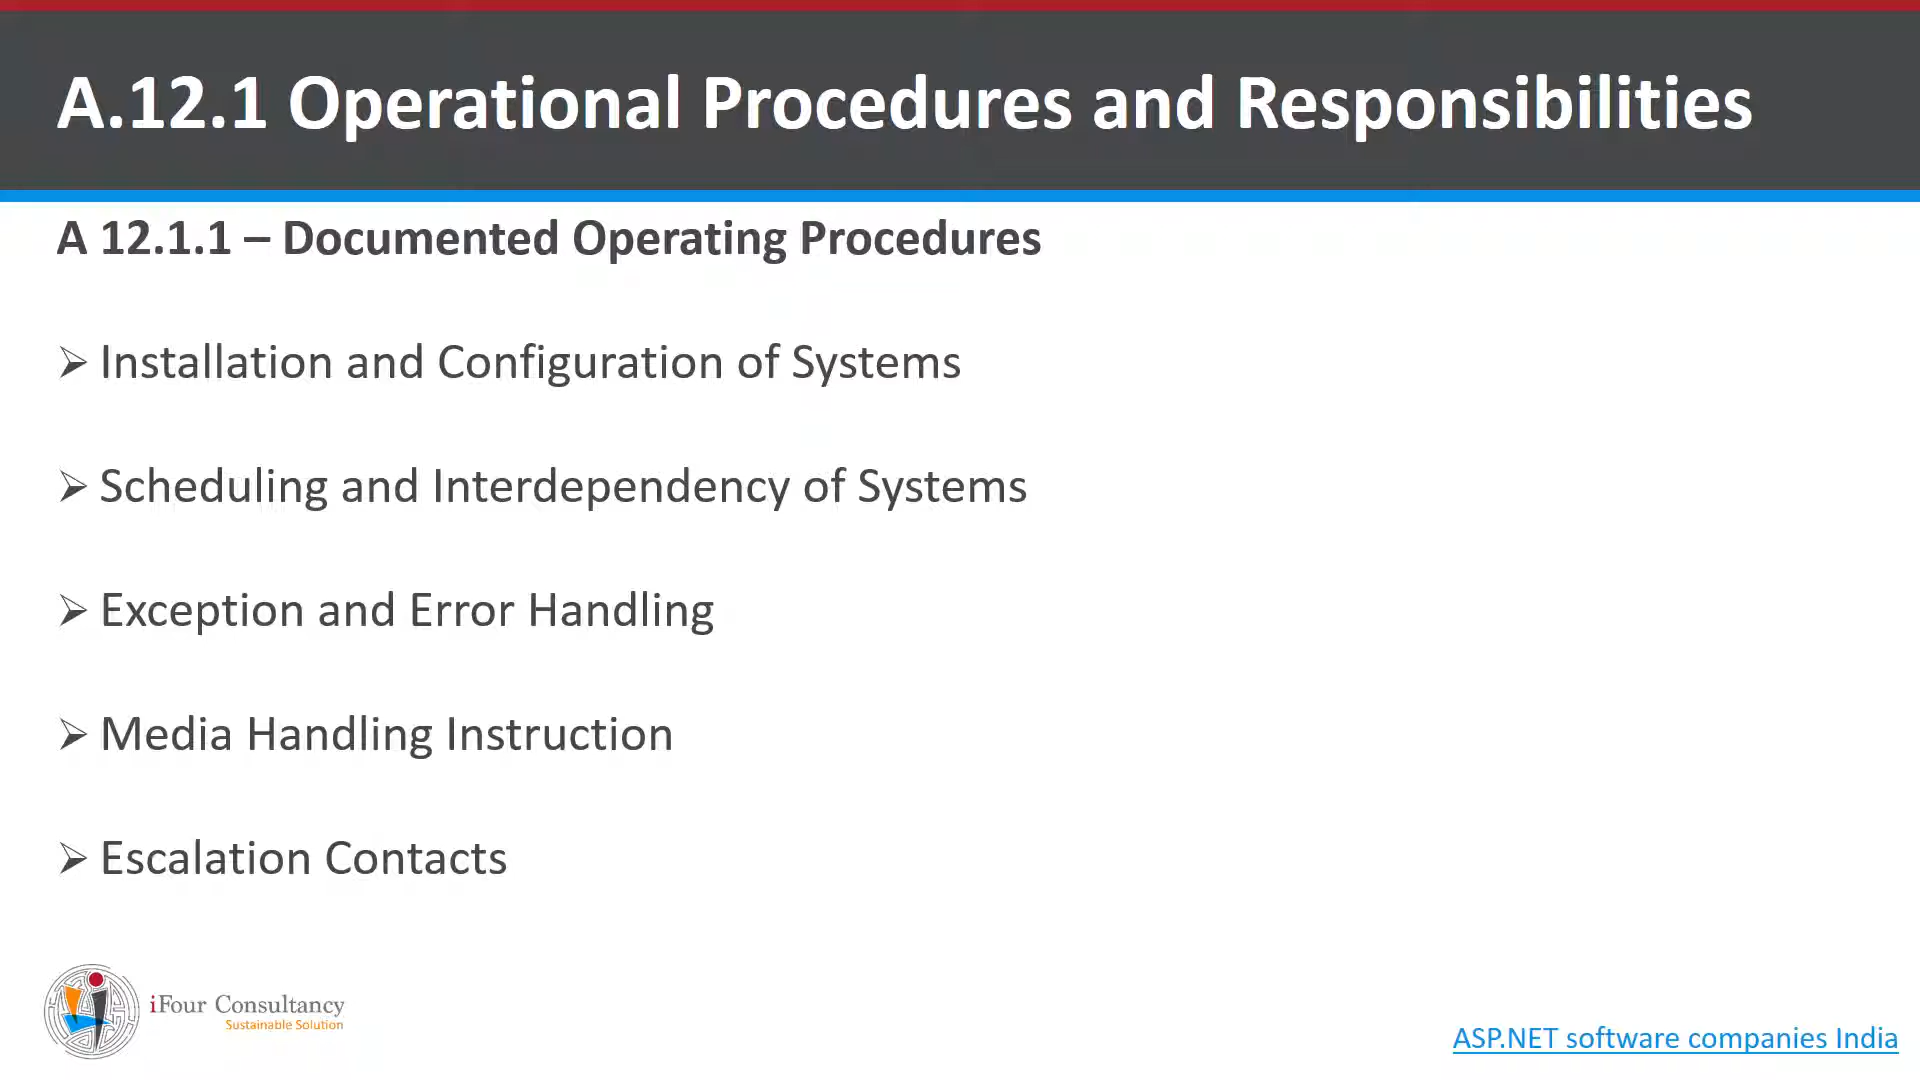 A.12.1 Operational Procedures and Responsibilities
A 12.1.1 – Documented Operating Procedures
➢ Installation and Configuration of Systems
➢ Scheduling and Interdependency of Systems
➢ Exception and Error Handling
➢ Media Handling Instruction
➢ Escalation Contacts
iFour Consultancy
Sustainable Solution
ASP.NET software companies India